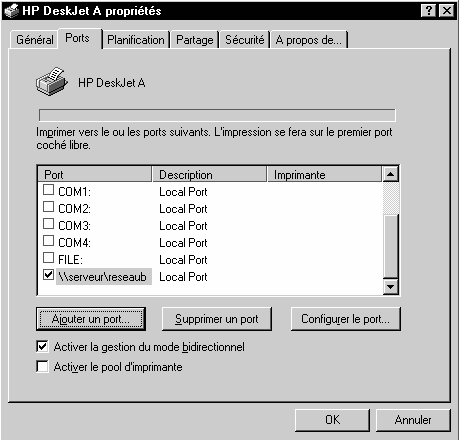 HP DeskJet A propriétés
Général Ports Planification Partage Sécurité A propos de...
HP DeskJet A
Imprimer vers le ou les ports suivants. L'impression se fera sur le premier port
coché libre.
Port Description Imprimante
COM1: Local Port
COM2: Local Port
COM3: Local Port
COM4: Local Port
FILE: Local Port
\\serveur\reseaub Local Port
Ajouter un port... Supprimer un port Configurer le port...
Activer la gestion du mode bidirectionnel
Activer le pool d'imprimante
OK Annuler